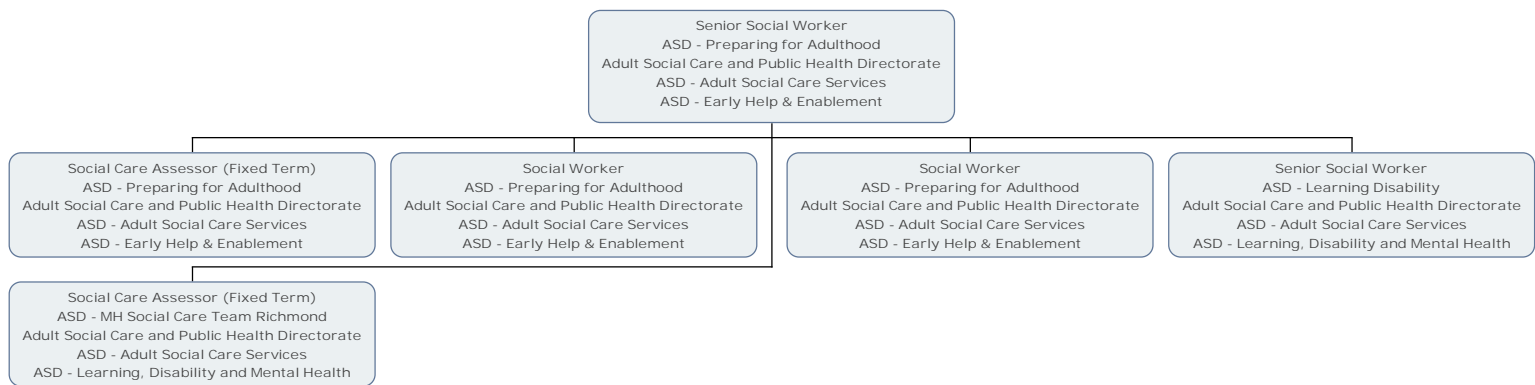 Senior Social Worker
ASD - Preparing for Adulthood
Adult Social Care and Public Health Directorate
ASD - Adult Social Care Services
ASD - Early Help & Enablement
Social Care Assessor (Fixed Term)
ASD - Preparing for Adulthood
Adult Social Care and Public Health Directorate
ASD - Adult Social Care Services
ASD - Early Help & Enablement
Social Worker
ASD - Preparing for Adulthood
Adult Social Care and Public Health Directorate
ASD - Adult Social Care Services
ASD - Early Help & Enablement
Social Worker
ASD - Preparing for Adulthood
Adult Social Care and Public Health Directorate
ASD - Adult Social Care Services
ASD - Early Help & Enablement
Senior Social Worker
ASD - Learning Disability
Adult Social Care and Public Health Directorate
ASD - Adult Social Care Services
ASD - Learning, Disability and Mental Health
Social Care Assessor (Fixed Term)
ASD - MH Social Care Team Richmond
Adult Social Care and Public Health Directorate
ASD - Adult Social Care Services
ASD - Learning, Disability and Mental Health